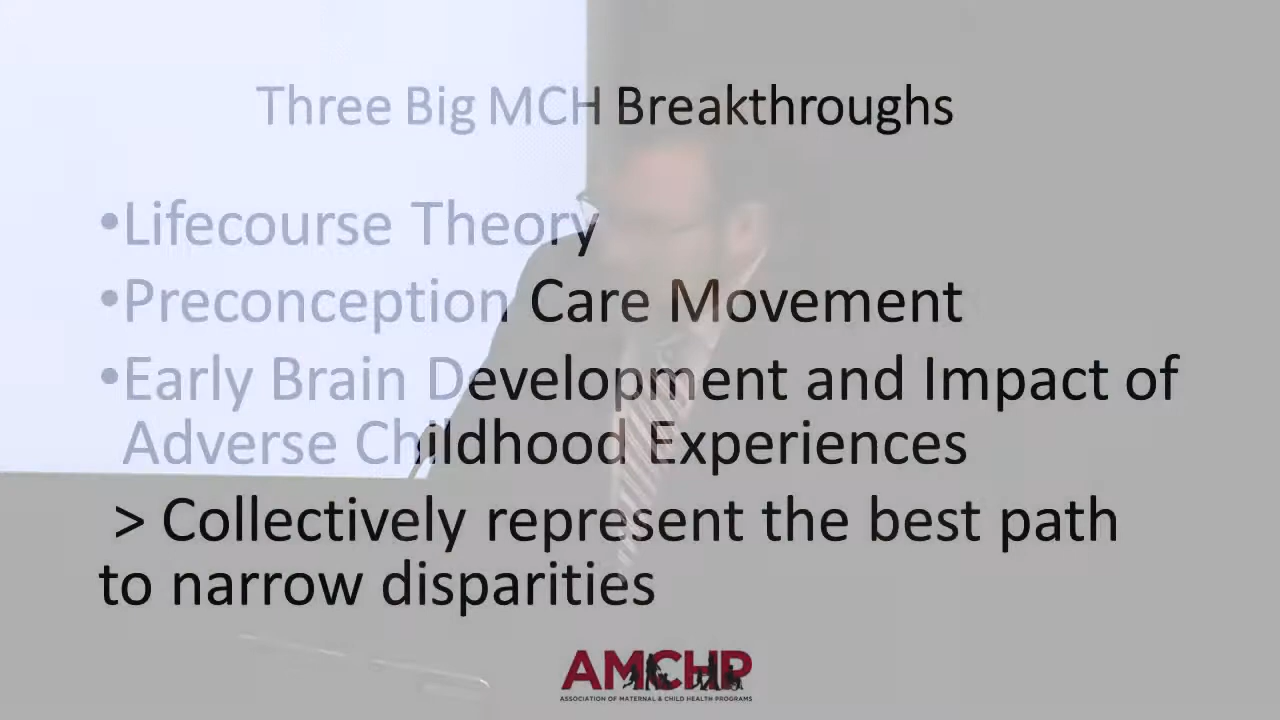 Three Big MCH Breakthroughs
•Lifecourse Theory
•Preconception Care Movement
•Early Brain Development and Impact of
Adverse Childhood Experiences
> Collectively represent the best path
to narrow disparities
AMCHP
ASSOCIATION OF MATERNAL & CHILD HEALTH PROGRAMS